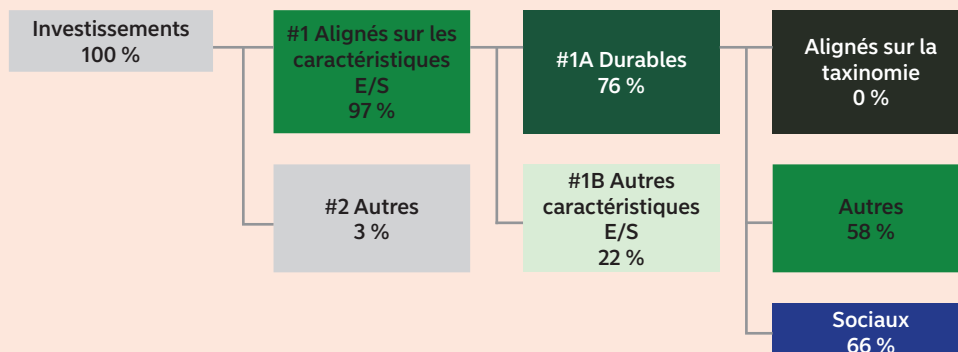 Investissements
100 %
#1 Alignés sur les
caractéristiques
E/S
97 %
#1A Durables
76 %
Alignés sur la
taxinomie
0 %
#2 Autres
3 %
#1B Autres
caractéristiques
E/S
22 %
Autres
58 %
Sociaux
66 %